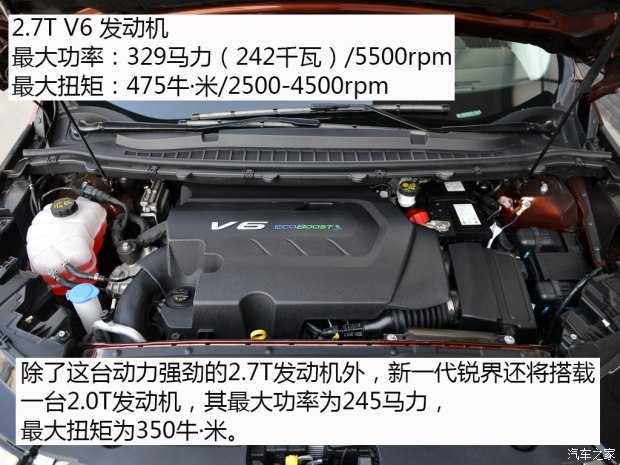 2.7T V6 发动机
最大功率：329马力（242千瓦）/5500rpm
最大扭矩：475牛·米/2500-4500rpm
V6 ECOBOOST
除了这台动力强劲的2.7T发动机外，新一代锐界还将搭载
一台2.0T发动机，其最大功率为245马力，
最大扭矩为350牛·米。
汽车之家